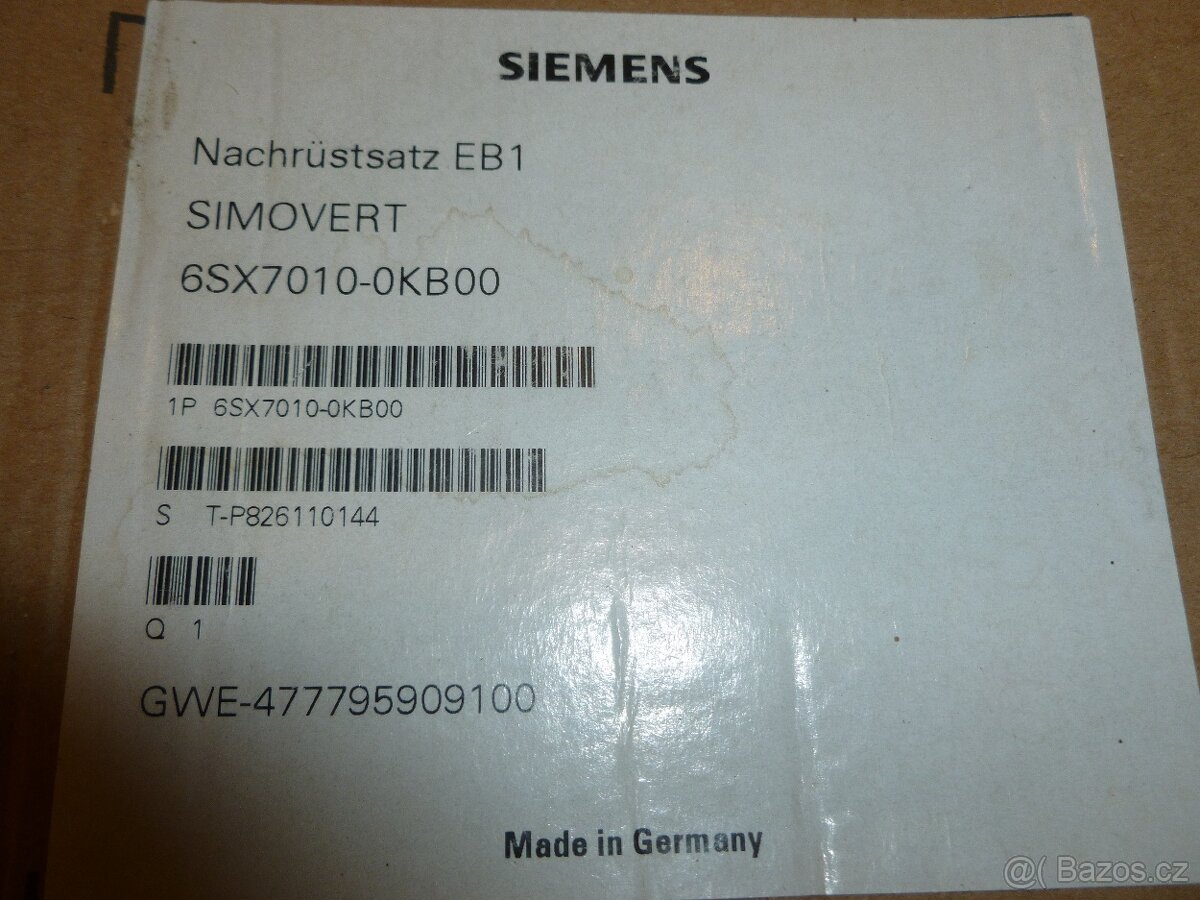 SIEMENS
Nachrüstsatz EB1
SIMOVERT
6SX7010-0KB00
1P 6SX7010-0KB00
S T-P826110144
Q 1
GWE-477795909100
Made in Germany
@( Bazos.cz